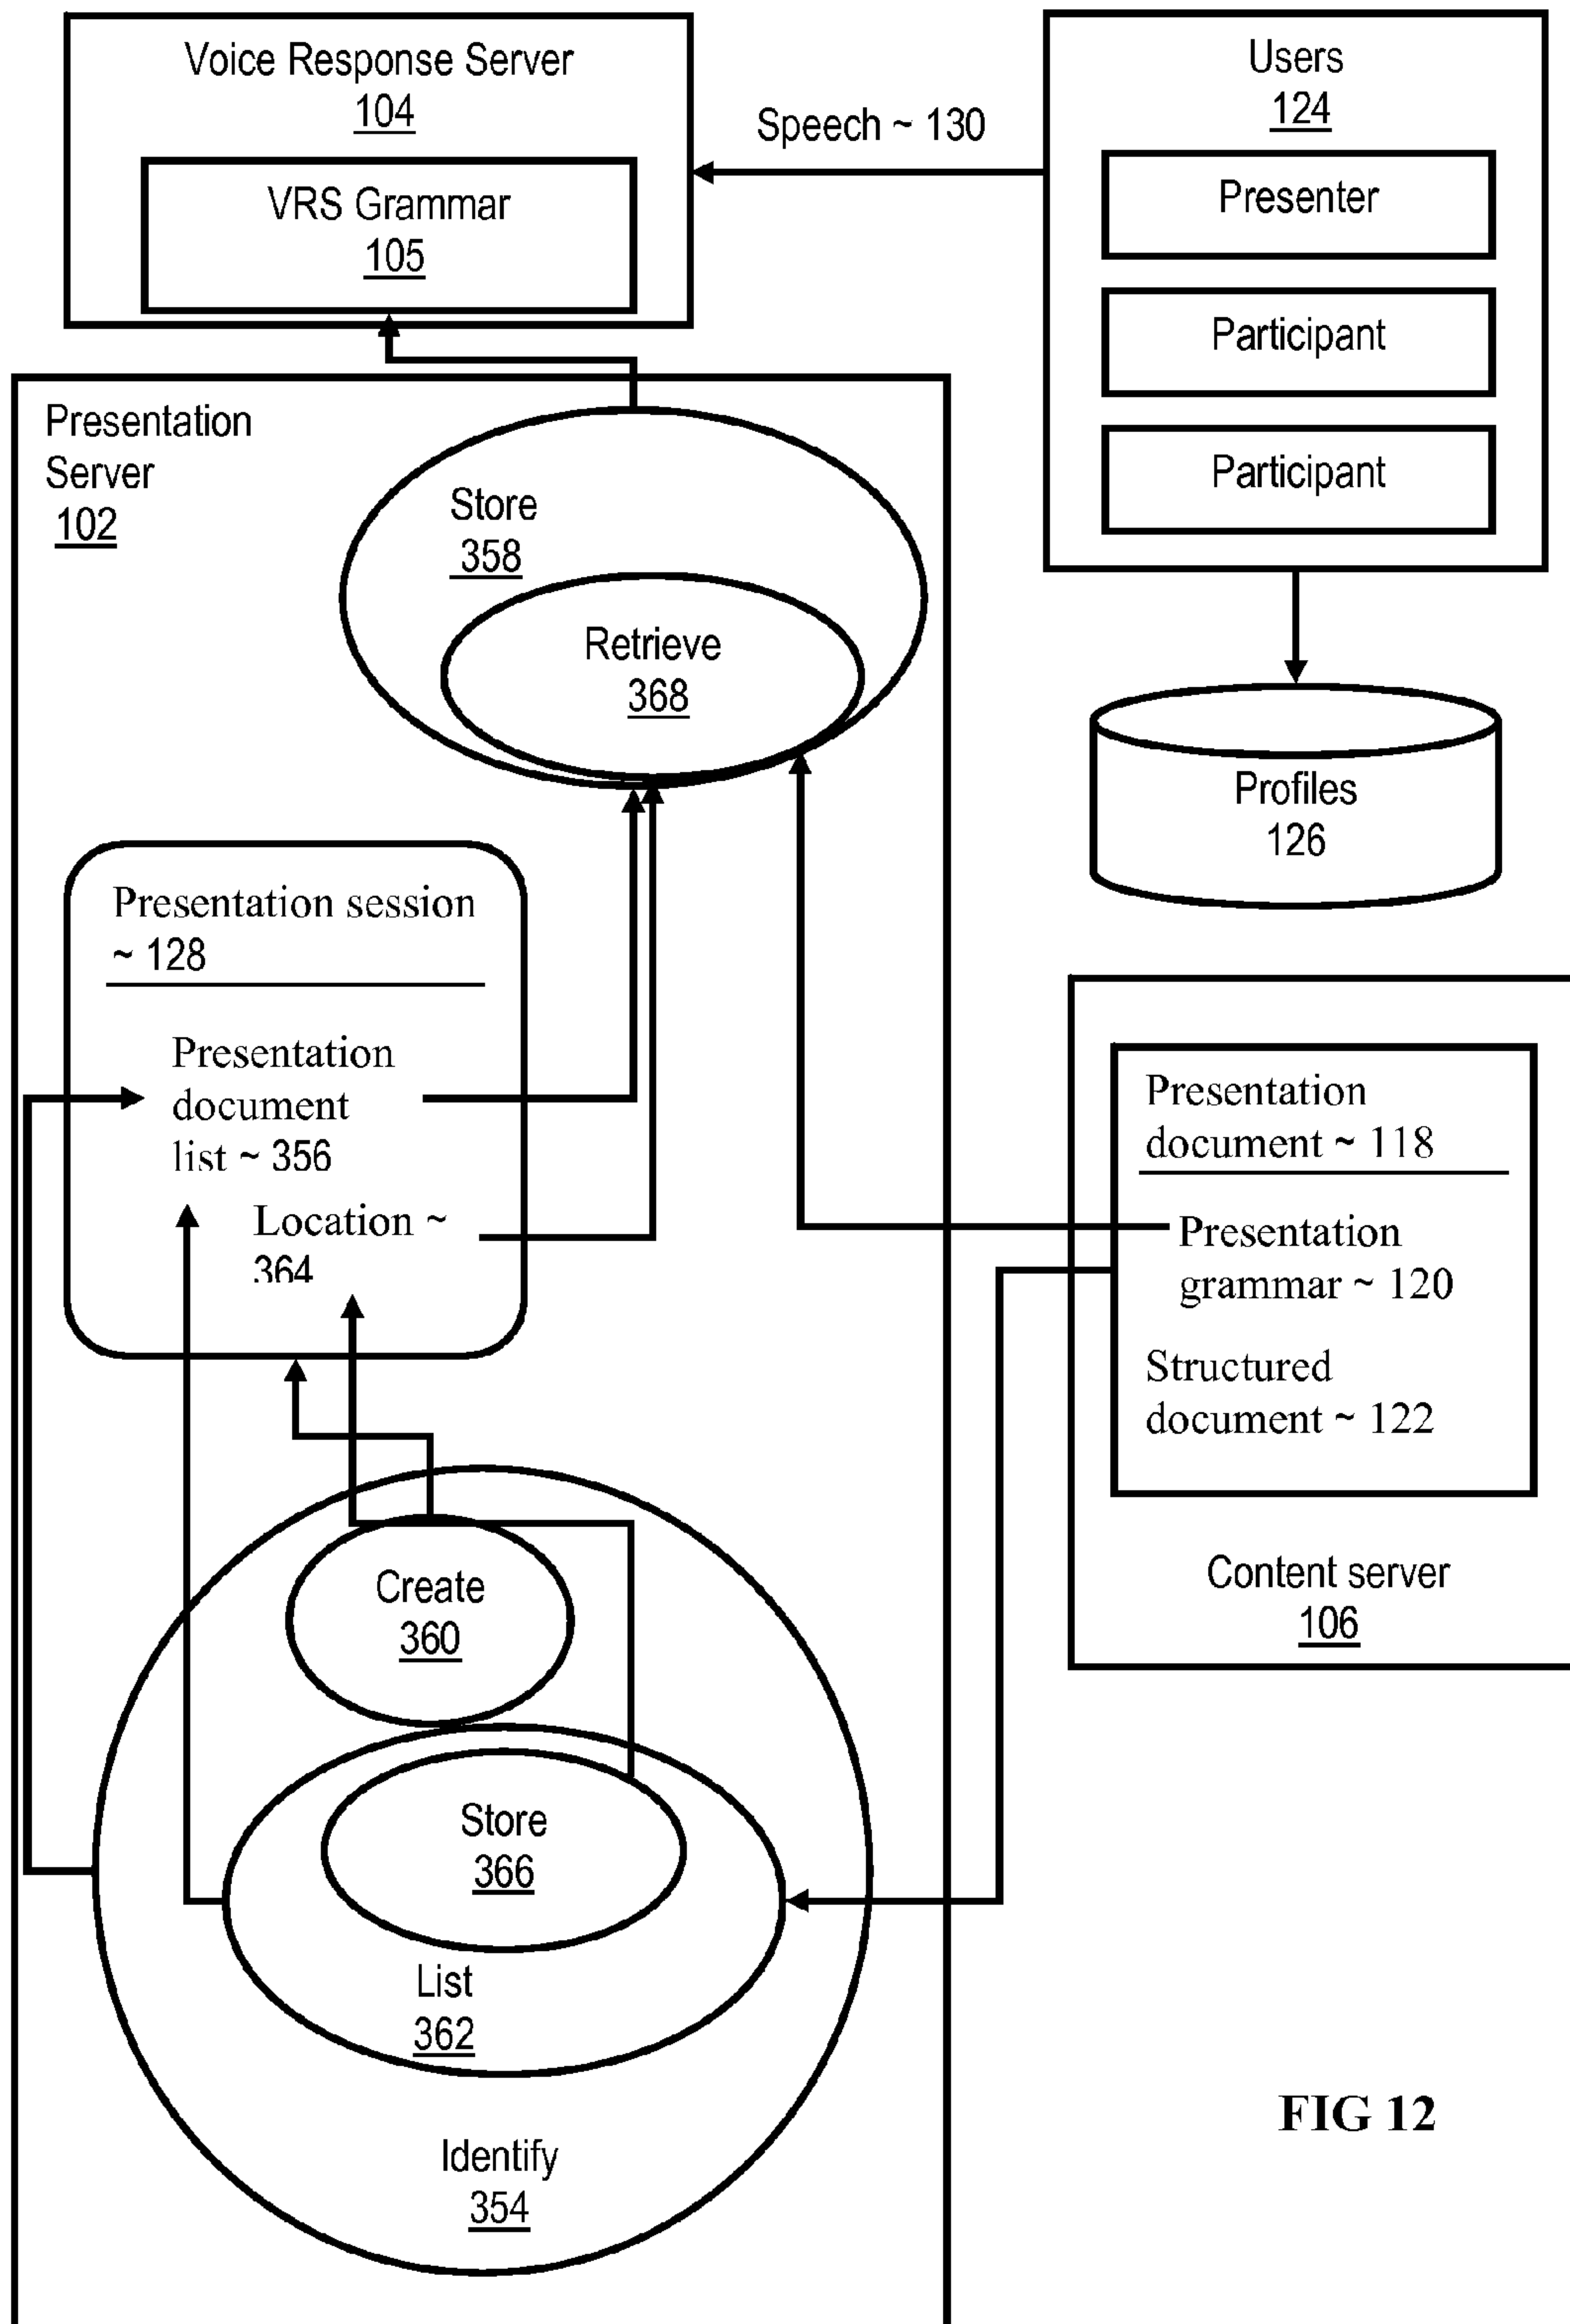 Voice Response Server
104
VRS Grammar
105
Speech ~ 130
Users
124
Presenter
Participant
Participant
Profiles
126
Presentation
Server
102
Store
358
Retrieve
368
Presentation session
~ 128
Presentation
document
list ~ 356
Location ~
364
Presentation
document ~ 118
Presentation
grammar ~ 120
Structured
document ~ 122
Content server
106
Create
360
Store
366
List
362
Identify
354
FIG 12